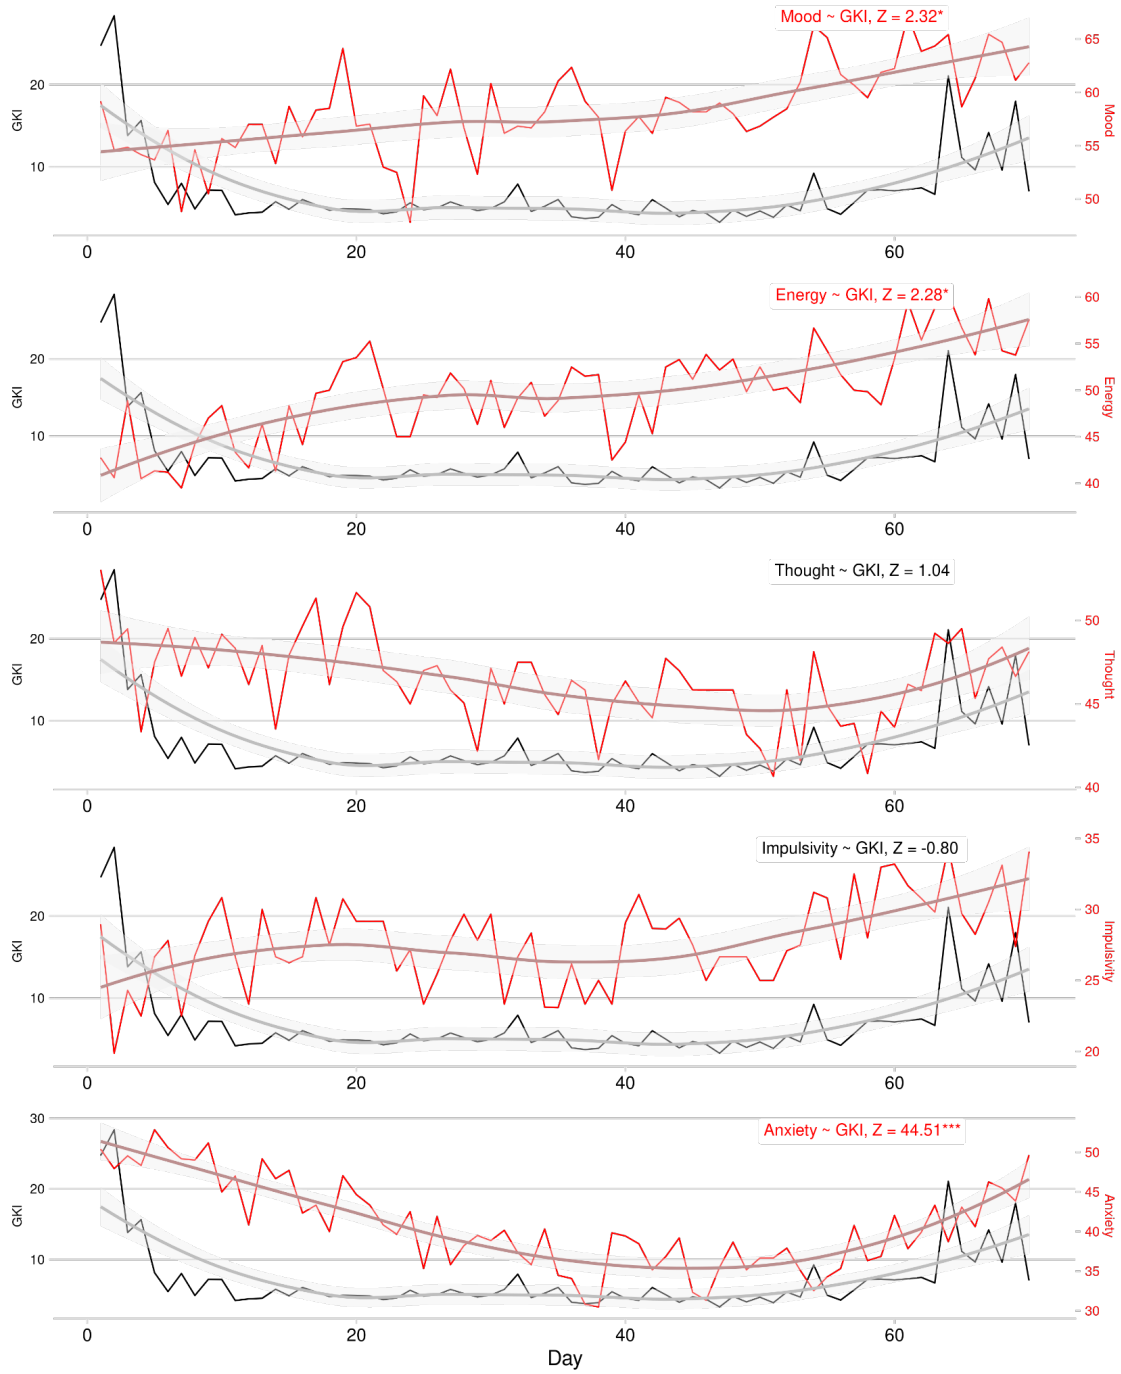 Mood ~ GKI, Z = 2.32*
GKI
20
10
65
60
55
50
Mood
0 20 40 60
Energy ~ GKI, Z = 2.28*
GKI
20
10
60
55
50
45
40
Energy
0 20 40 60
Thought ~ GKI, Z = 1.04
GKI
20
10
50
45
40
Thought
0 20 40 60
Impulsivity ~ GKI, Z = -0.80
GKI
20
10
35
30
25
20
Impulsivity
0 20 40 60
Anxiety ~ GKI, Z = 44.51***
GKI
30
20
10
50
45
40
35
30
Anxiety
0 20 40 60
Day